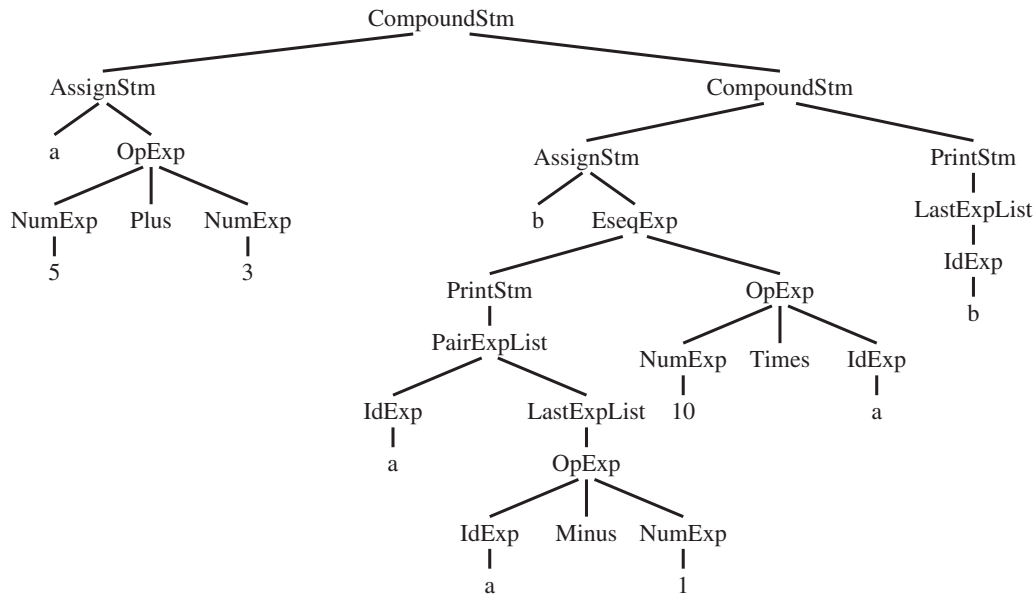 CompoundStm
AssignStm CompoundStm
a OpExp AssignStm PrintStm
NumExp Plus NumExp b EseqExp LastExpList
5 3 IdExp
PrintStm OpExp b
PairExpList NumExp Times IdExp
IdExp LastExpList 10 a
a OpExp
IdExp Minus NumExp
a 1